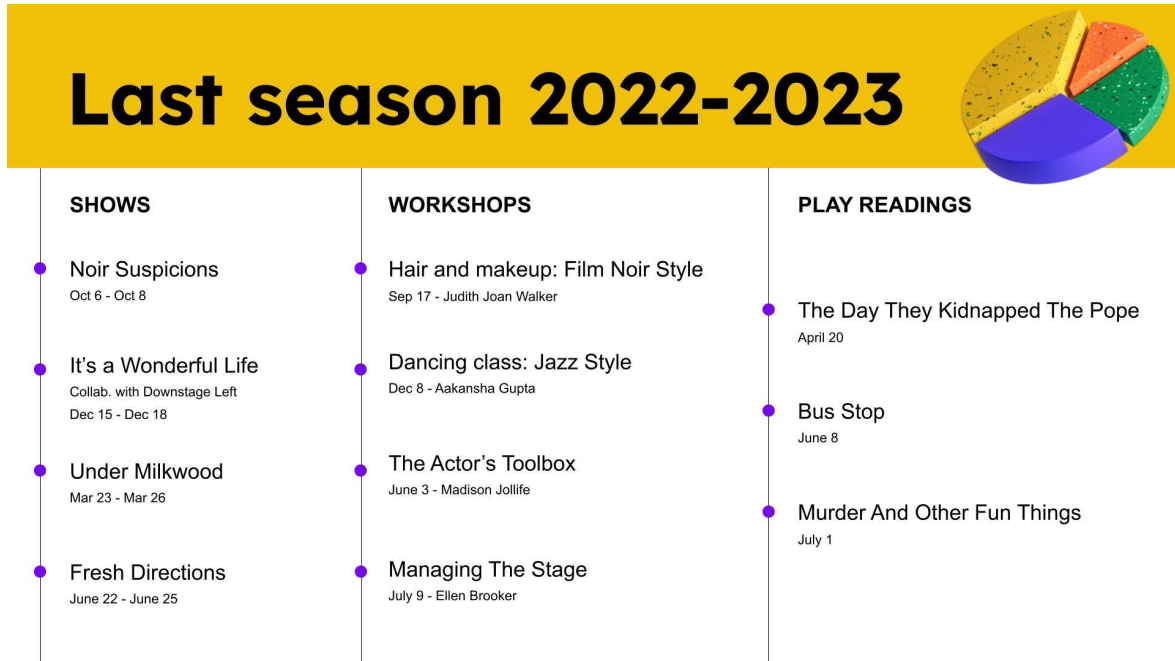 Last season 2022-2023
SHOWS
Noir Suspicions
Oct 6 - Oct 8
It’s a Wonderful Life
Collab. with Downstage Left
Dec 15 - Dec 18
Under Milkwood
Mar 23 - Mar 26
Fresh Directions
June 22 - June 25
WORKSHOPS
Hair and makeup: Film Noir Style
Sep 17 - Judith Joan Walker
Dancing class: Jazz Style
Dec 8 - Aakansha Gupta
The Actor’s Toolbox
June 3 - Madison Jollife
Managing The Stage
July 9 - Ellen Brooker
PLAY READINGS
The Day They Kidnapped The Pope
April 20
Bus Stop
June 8
Murder And Other Fun Things
July 1